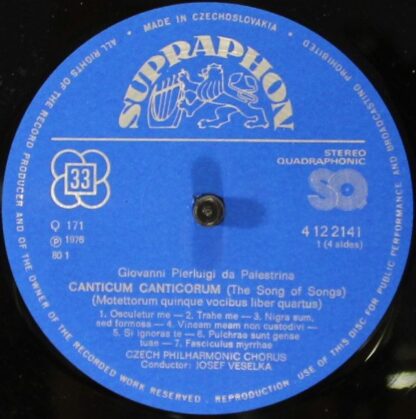 MADE IN CZECHOSLOVAKIA
ALL RIGHTS OF THE RECORD PRODUCER AND OF THE OWNER OF THE RECORDED WORK RESERVED . REPRODUCTION USE OF THIS DISC FOR PUBLIC PERFORMANCE AND BROADCASTING PROHIBITED
SUPRAPHON
33
STEREO
QUADRAPHONIC
SQ
Q 171
℗ 1976
80 1
4 12 2141
1 (4 sides)
Giovanni Pierluigi da Palestrina
CANTICUM CANTICORUM (The Song of Songs)
(Motettorum quinque vocibus liber quartus)
1. Osculetur me — 2. Trahe me — 3. Nigra sum,
sed formosa — 4. Vineam meam non custodivi —
5. Si ignoras te — 6. Pulchrae sunt genae
tuae — 7. Fasciculus myrrhae
CZECH PHILHARMONIC CHORUS
Conductor: JOSEF VESELKA